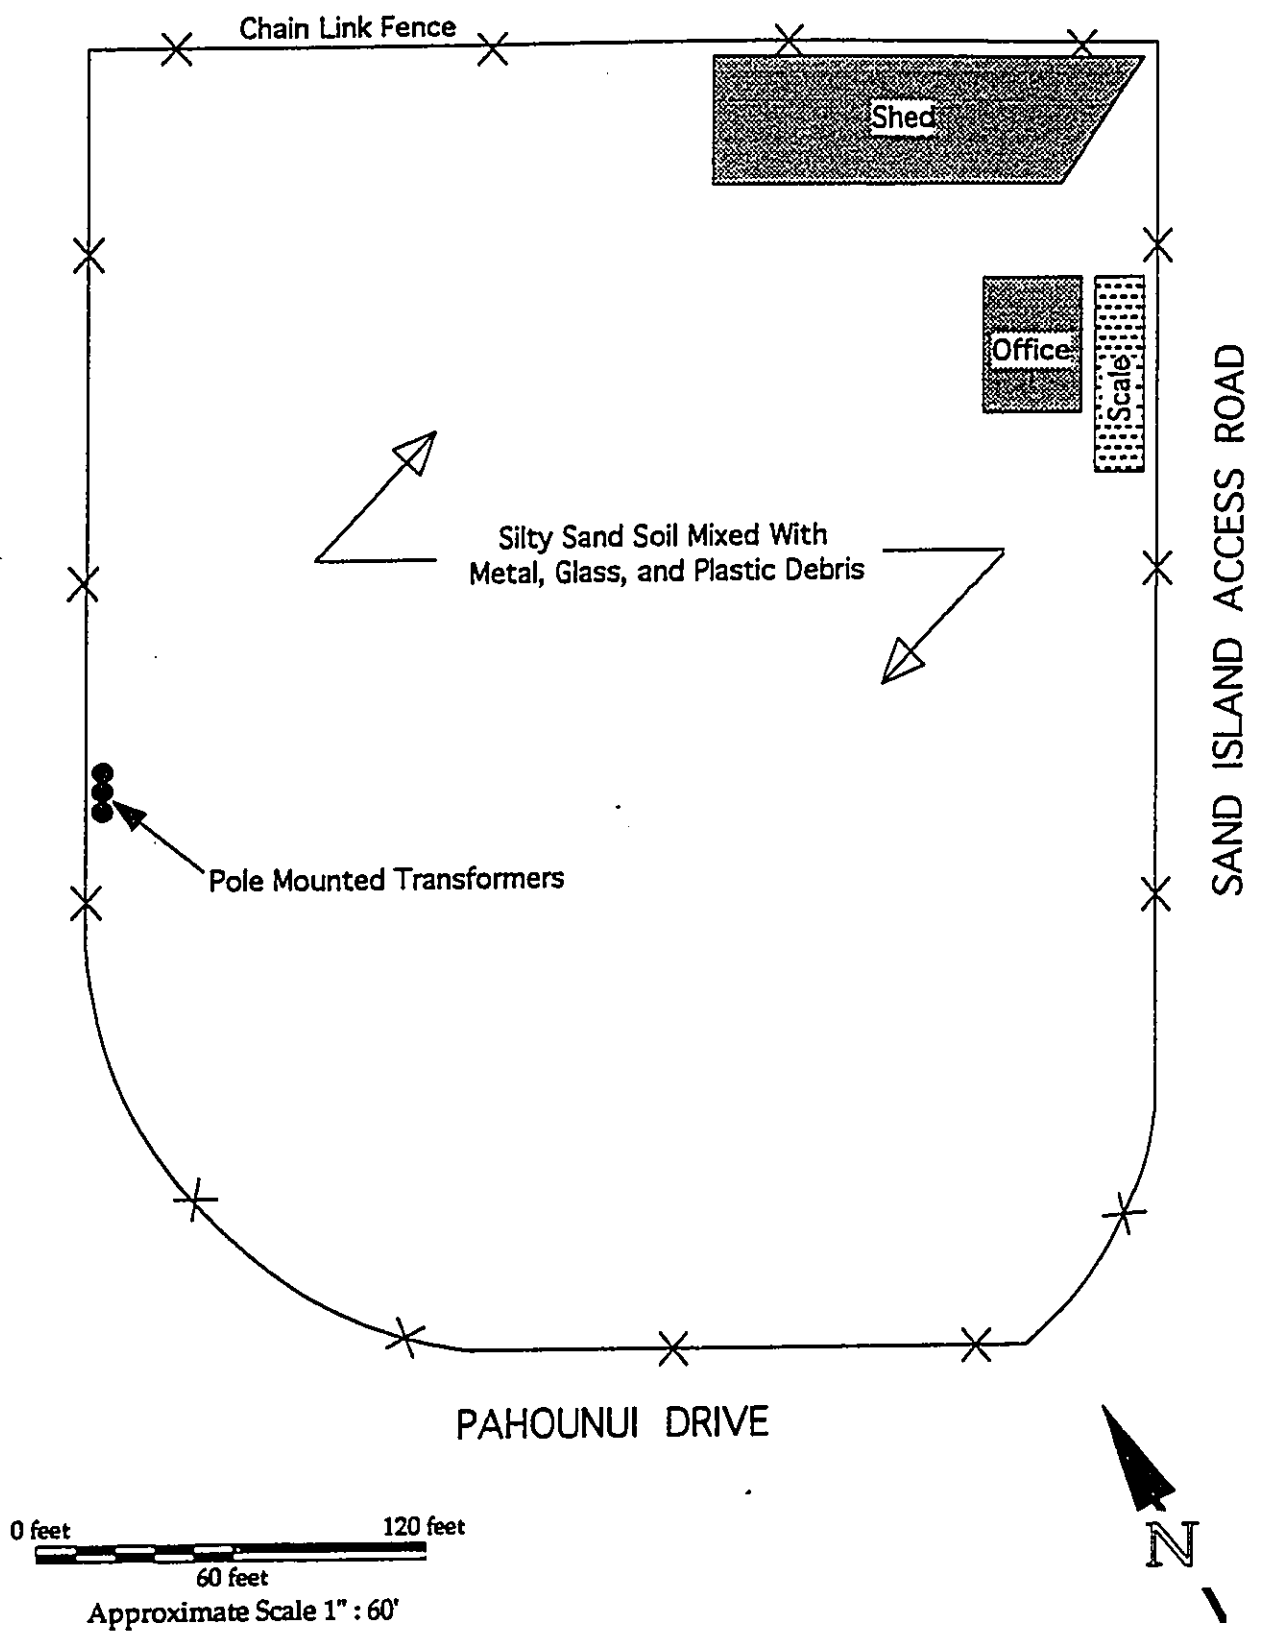 Chain Link Fence
Shed
Office
Scale
SAND ISLAND ACCESS ROAD
Silty Sand Soil Mixed With
Metal, Glass, and Plastic Debris
Pole Mounted Transformers
PAHOUNUI DRIVE
N
0 feet
120 feet
60 feet
Approximate Scale 1" : 60'